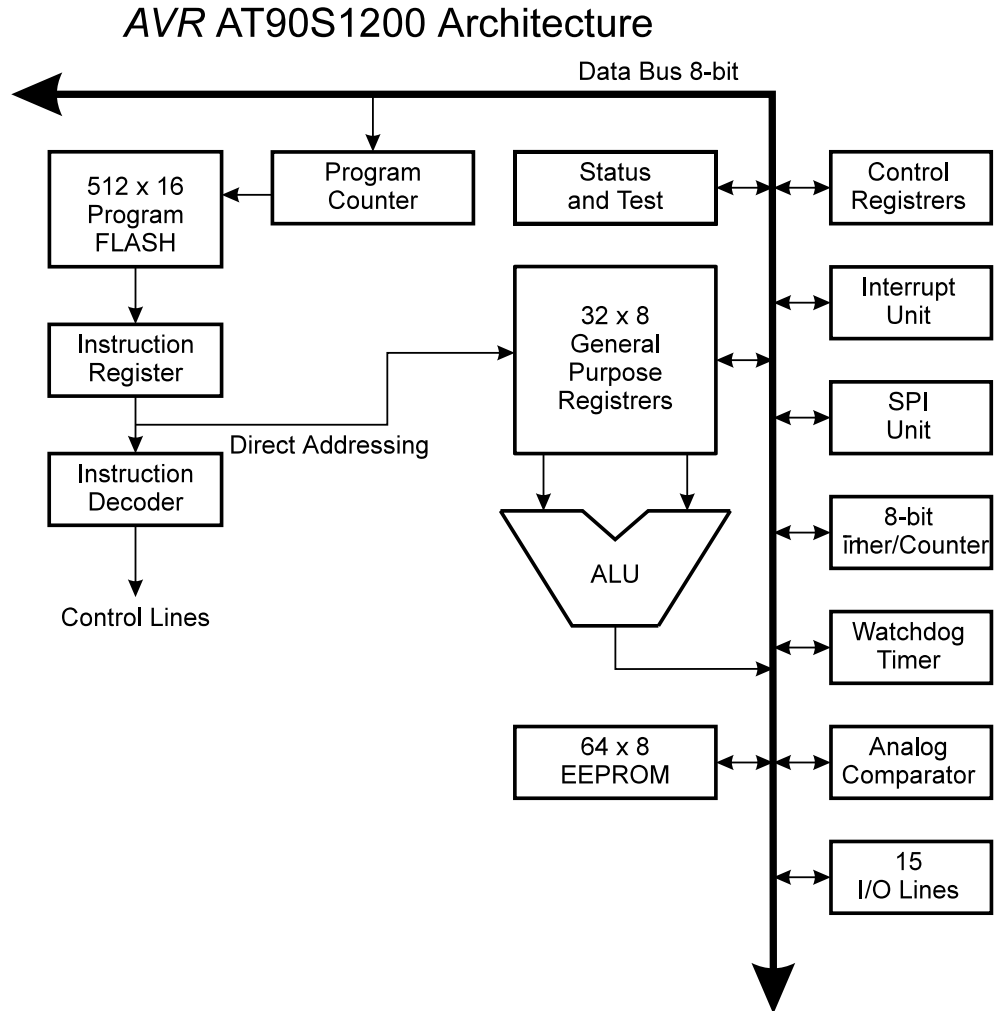 AVR AT90S1200 Architecture
Data Bus 8-bit
512 x 16
Program
FLASH
Program
Counter
Status
and Test
Control
Registrers
Instruction
Register
32 x 8
General
Purpose
Registrers
Interrupt
Unit
Direct Addressing
SPI
Unit
Instruction
Decoder
ALU
8-bit
Timer/Counter
Control Lines
Watchdog
Timer
64 x 8
EEPROM
Analog
Comparator
15
I/O Lines